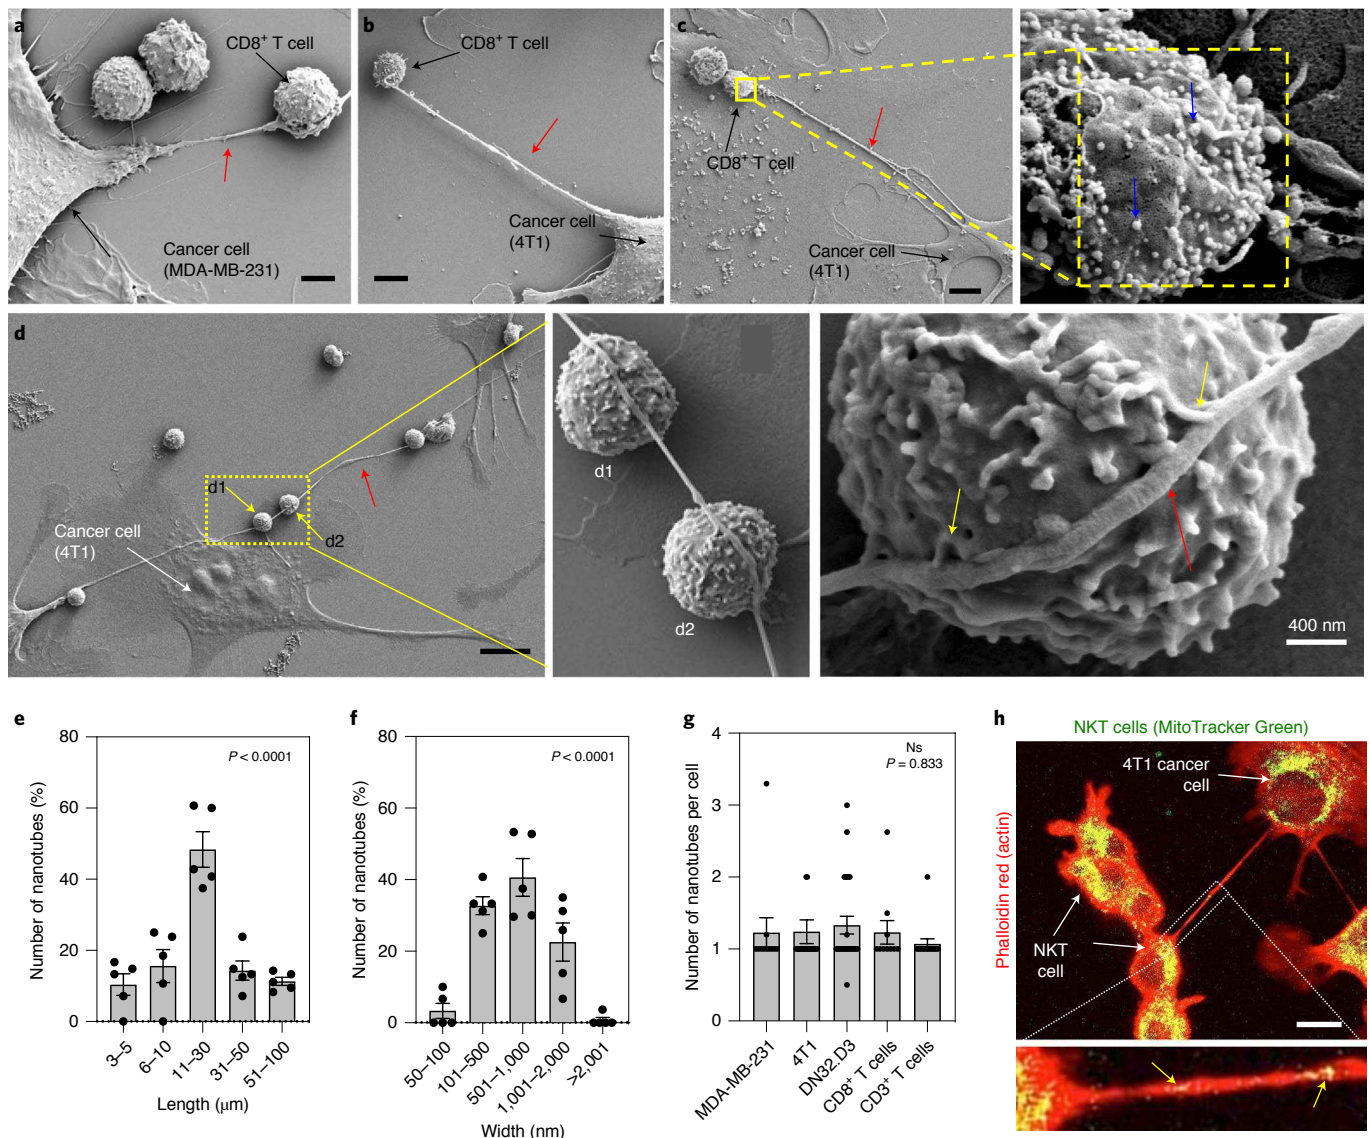 a
CD8+ T cell
Cancer cell
(MDA-MB-231)
b
CD8+ T cell
Cancer cell
(4T1)
c
CD8+ T cell
Cancer cell
(4T1)
d
d1
d2
Cancer cell
(4T1)
d1
d2
400 nm
e
Number of nanotubes (%)
80
60
40
20
0
P < 0.0001
3–5
6–10
11–30
31–50
51–100
Length (μm)
f
Number of nanotubes (%)
80
60
40
20
0
P < 0.0001
50–100
101–500
501–1,000
1,001–2,000
>2,001
Width (nm)
g
Number of nanotubes per cell
4
3
2
1
0
Ns
P = 0.833
MDA-MB-231
4T1
DN32.D3
CD8+ T cells
CD3+ T cells
h
NKT cells (MitoTracker Green)
Phalloidin red (actin)
4T1 cancer
cell
NKT
cell